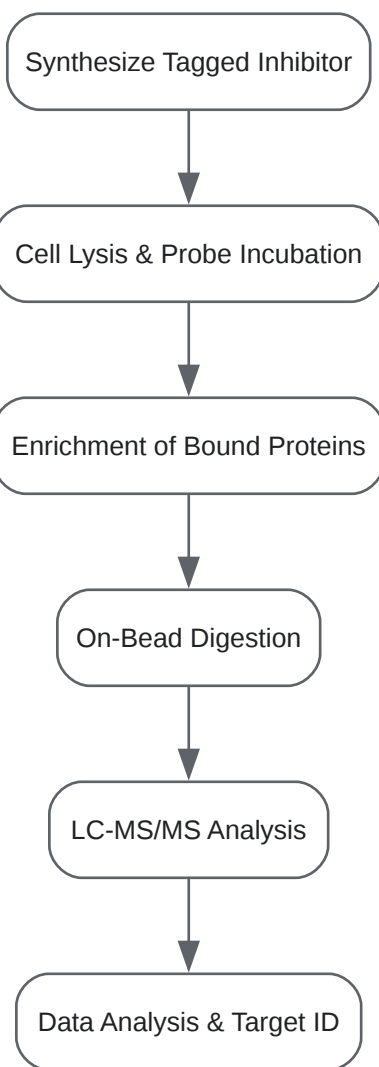 Synthesize Tagged Inhibitor
Cell Lysis & Probe Incubation
Enrichment of Bound Proteins
On-Bead Digestion
LC-MS/MS Analysis
Data Analysis & Target ID